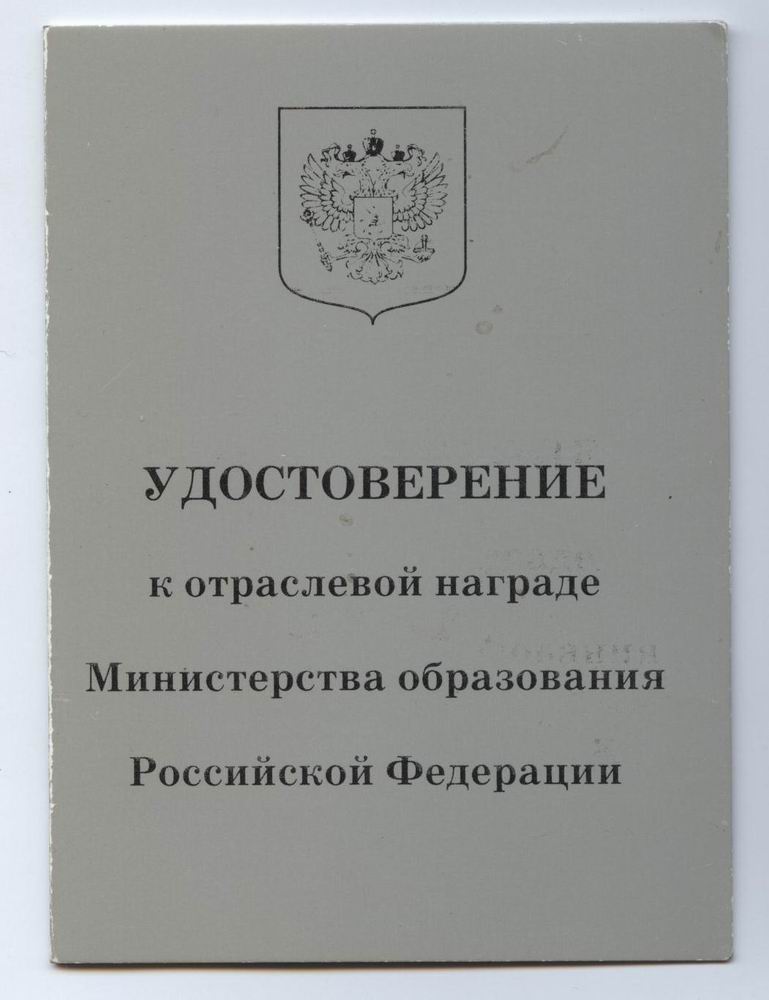 УДОСТОВЕРЕНИЕ
к отраслевой награде
Министерства образования
Российской Федерации